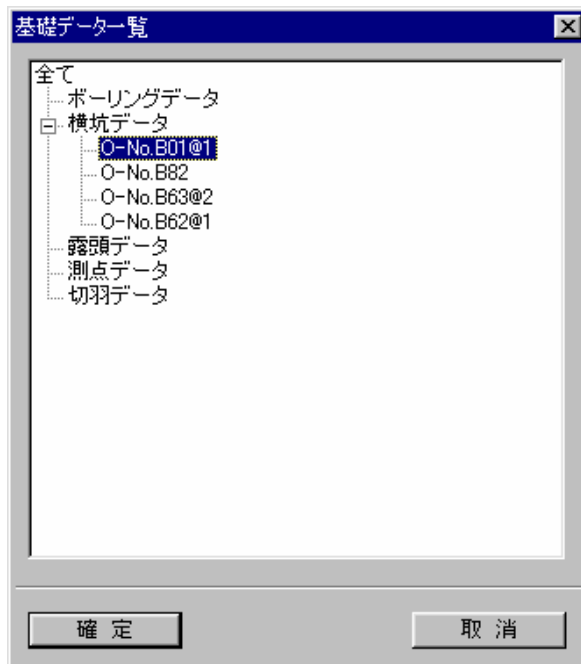 基礎データ一覧
全て
ボーリングデータ
横坑データ
O-No.B01@1
O-No.B82
O-No.B63@2
O-No.B62@1
露頭データ
測点データ
切羽データ
確 定
取 消